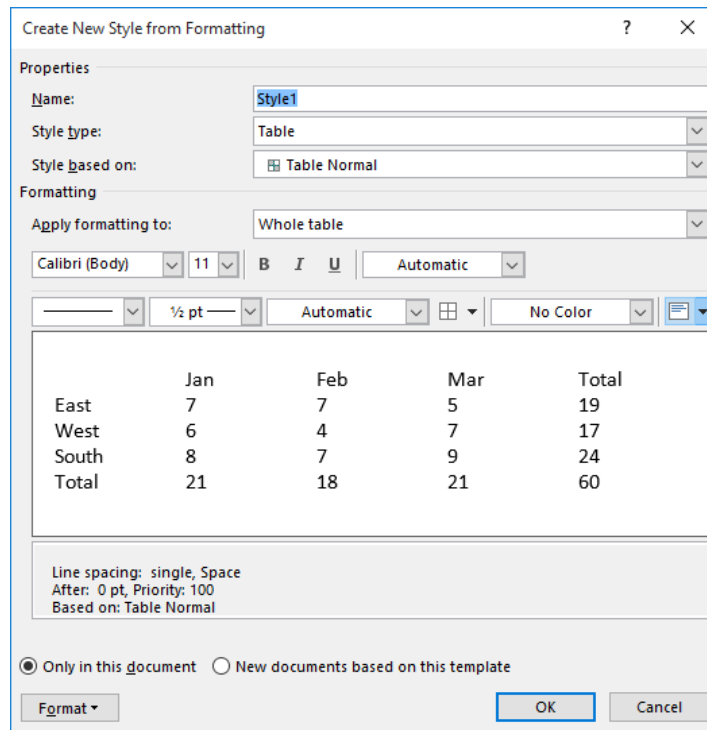 Create New Style from Formatting ?
Properties
Name: Style1
Style type: Table
Style based on: Table Normal
Formatting
Apply formatting to: Whole table
Calibri (Body) 11 B I U Automatic
½ pt Automatic No Color
Jan Feb Mar Total
East 7 7 5 19
West 6 4 7 17
South 8 7 9 24
Total 21 18 21 60
Line spacing: single, Space
After: 0 pt, Priority: 100
Based on: Table Normal
Only in this document New documents based on this template
Format OK Cancel